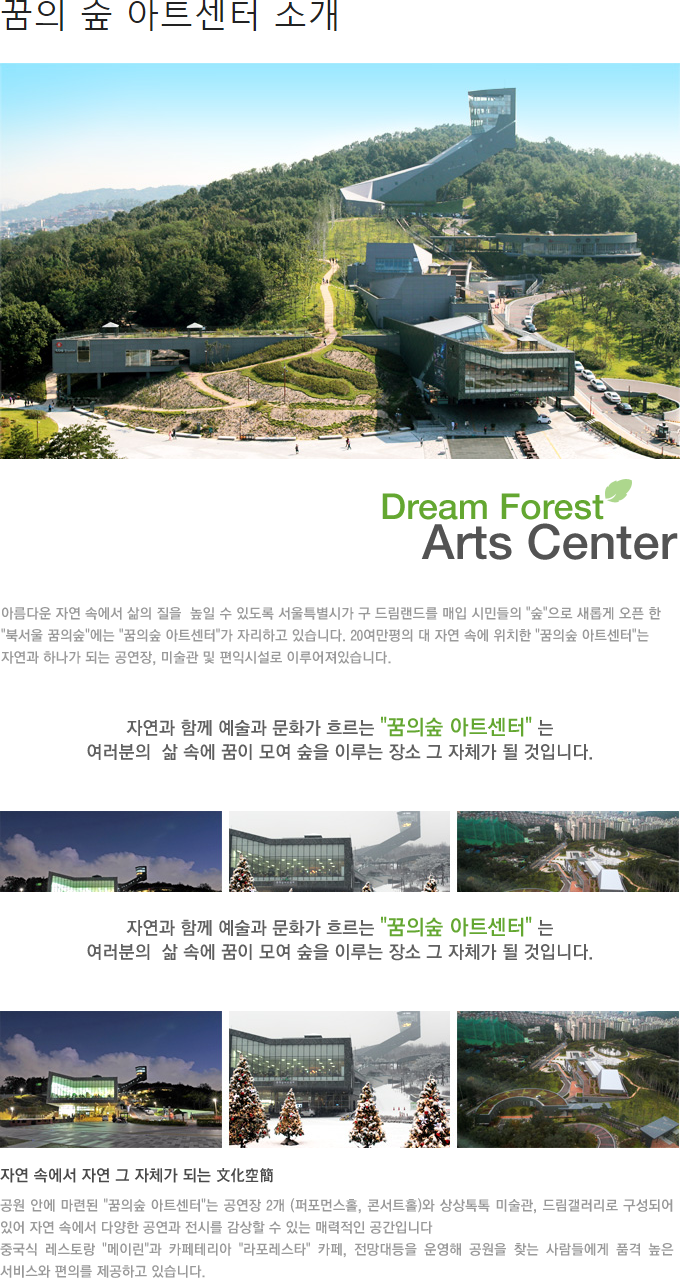 꿈의 숲 아트센터 소개
Dream Forest
Arts Center
아름다운 자연 속에서 삶의 질을 높일 수 있도록 서울특별시가 구 드림랜드를 매입 시민들의 "숲"으로 새롭게 오픈 한
"북서울 꿈의숲"에는 "꿈의숲 아트센터"가 자리하고 있습니다. 20여만평의 대 자연 속에 위치한 "꿈의숲 아트센터"는
자연과 하나가 되는 공연장, 미술관 및 편익시설로 이루어져있습니다.
자연과 함께 예술과 문화가 흐르는 "꿈의숲 아트센터" 는
여러분의 삶 속에 꿈이 모여 숲을 이루는 장소 그 자체가 될 것입니다.
자연과 함께 예술과 문화가 흐르는 "꿈의숲 아트센터" 는
여러분의 삶 속에 꿈이 모여 숲을 이루는 장소 그 자체가 될 것입니다.
자연 속에서 자연 그 자체가 되는 文化空簡
공원 안에 마련된 "꿈의숲 아트센터"는 공연장 2개 (퍼포먼스홀, 콘서트홀)와 상상톡톡 미술관, 드림갤러리로 구성되어
있어 자연 속에서 다양한 공연과 전시를 감상할 수 있는 매력적인 공간입니다
중국식 레스토랑 "메이린"과 카페테리아 "라포레스타" 카페, 전망대등을 운영해 공원을 찾는 사람들에게 품격 높은
서비스와 편의를 제공하고 있습니다.